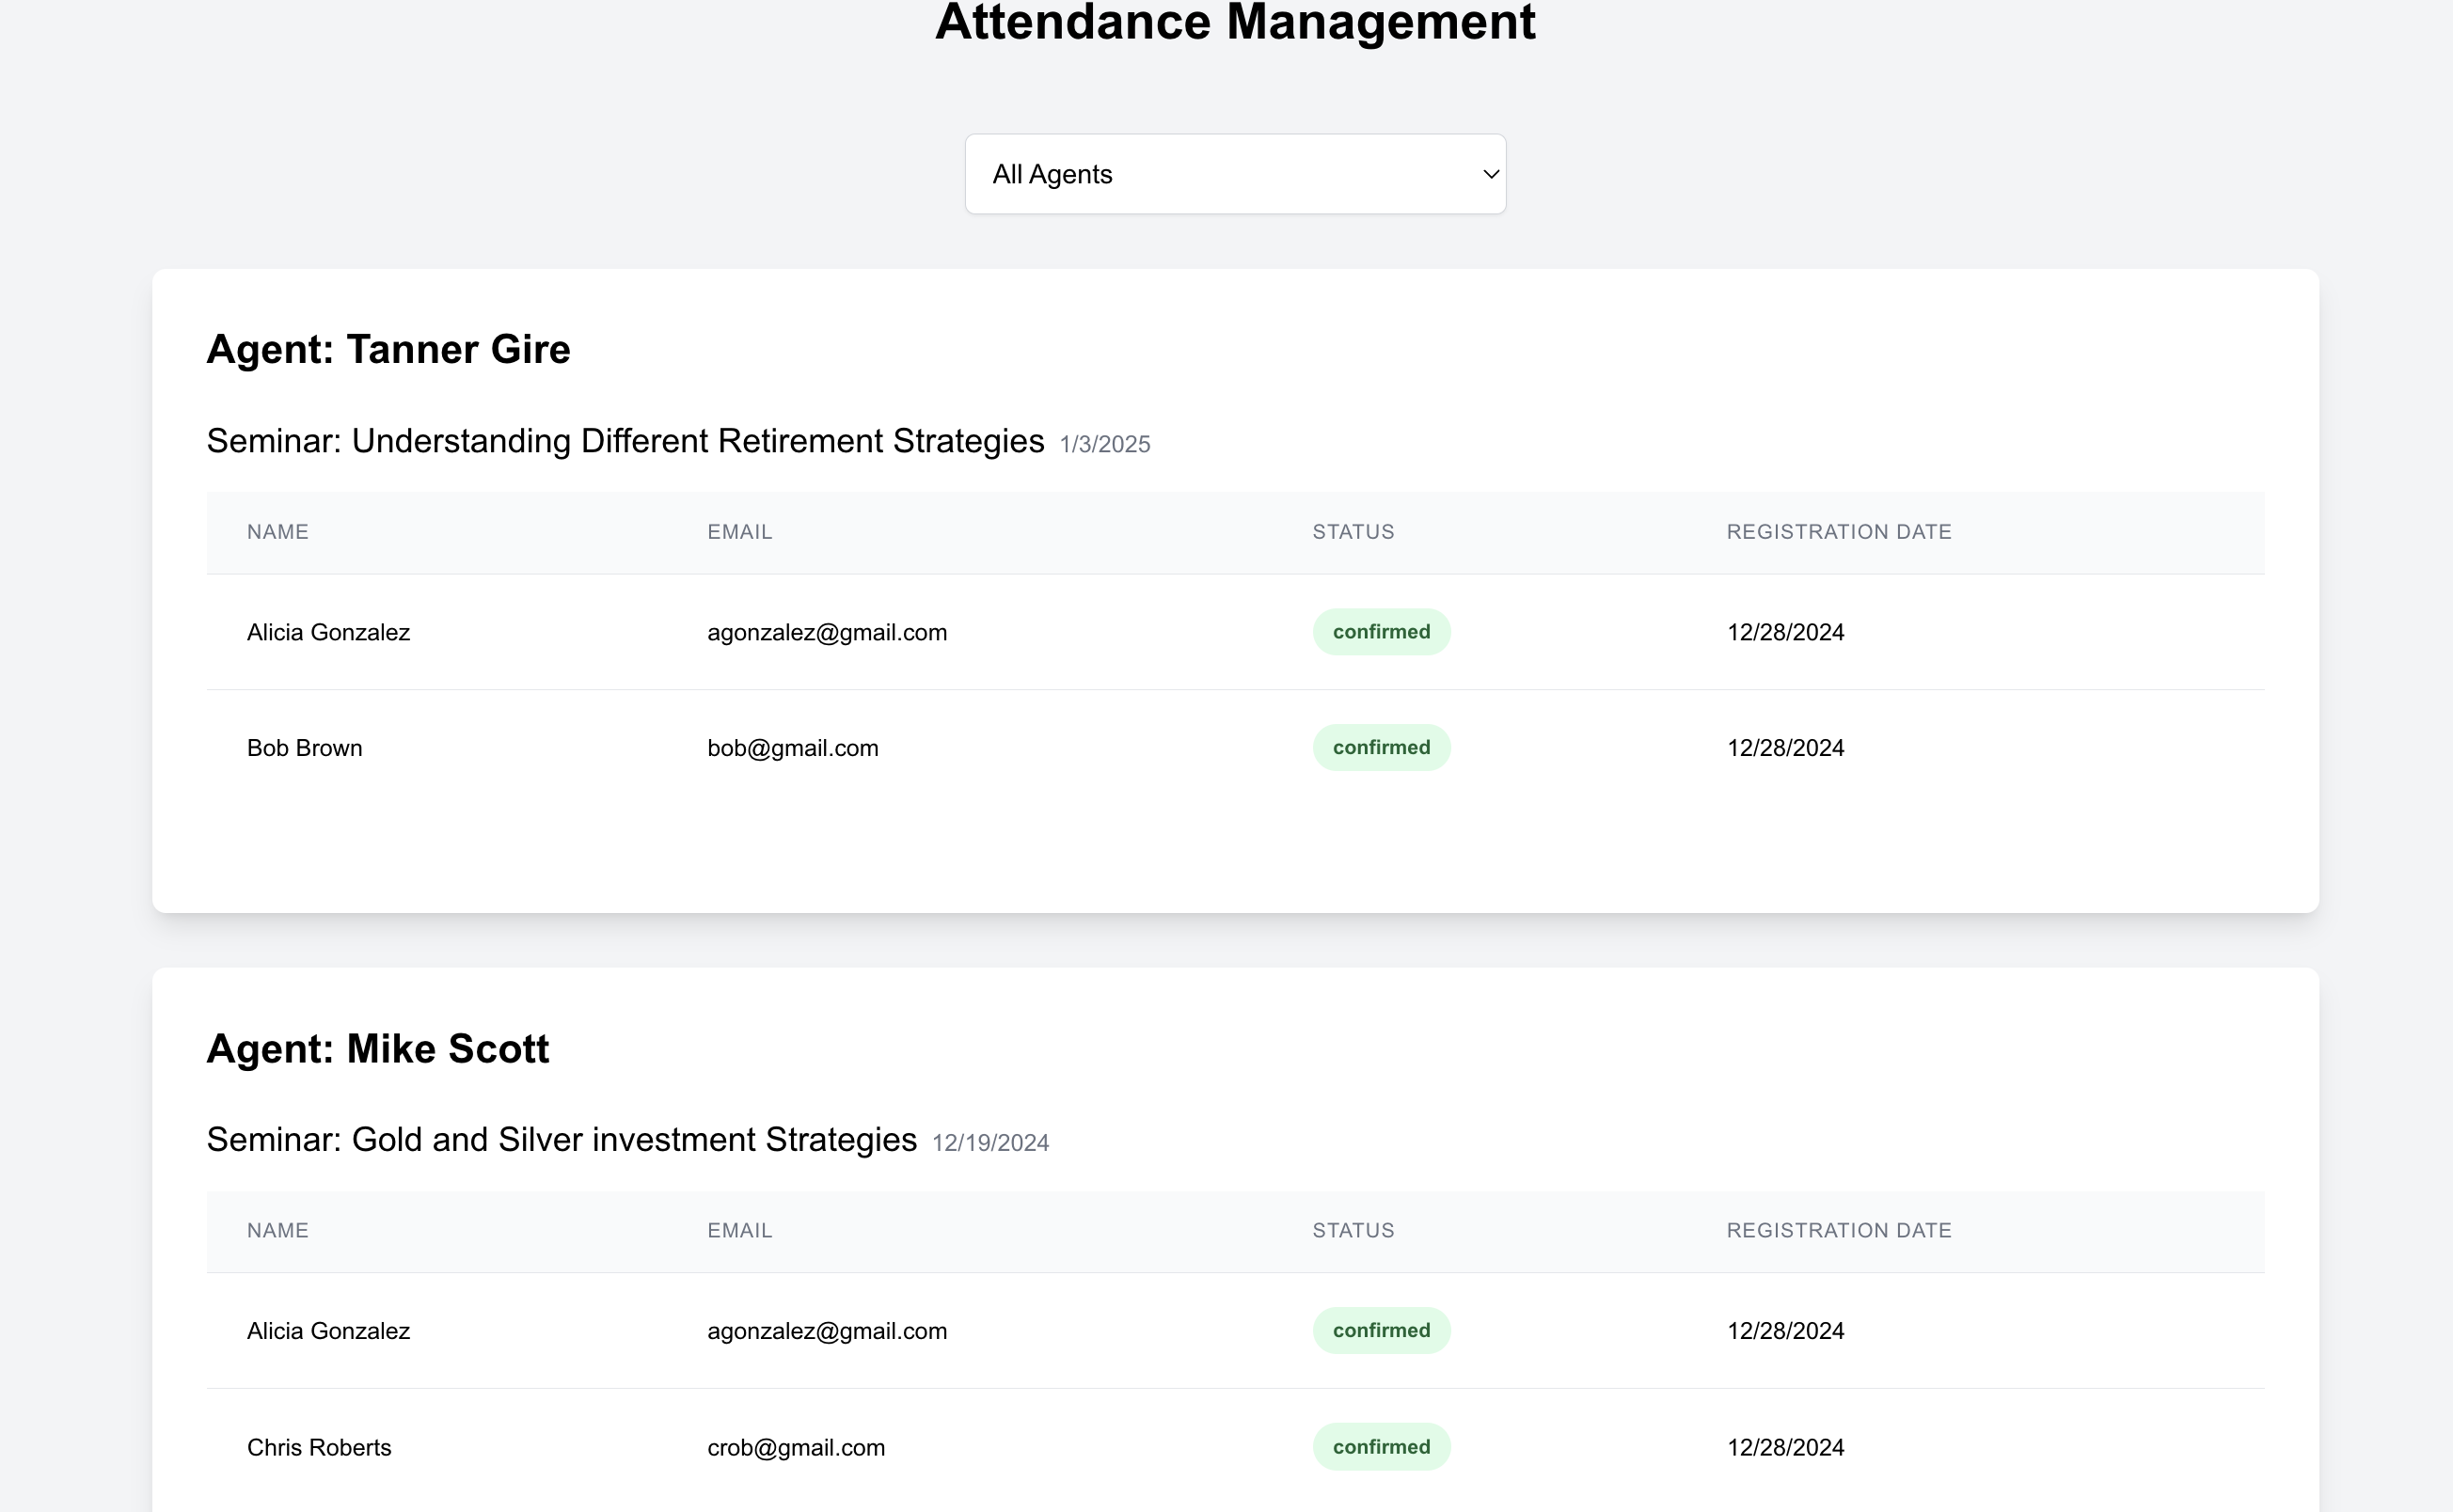 Attendance Management
All Agents
Agent: Tanner Gire
Seminar: Understanding Different Retirement Strategies 1/3/2025
NAME EMAIL STATUS REGISTRATION DATE
Alicia Gonzalez agonzalez@gmail.com confirmed 12/28/2024
Bob Brown bob@gmail.com confirmed 12/28/2024
Agent: Mike Scott
Seminar: Gold and Silver investment Strategies 12/19/2024
NAME EMAIL STATUS REGISTRATION DATE
Alicia Gonzalez agonzalez@gmail.com confirmed 12/28/2024
Chris Roberts crob@gmail.com confirmed 12/28/2024